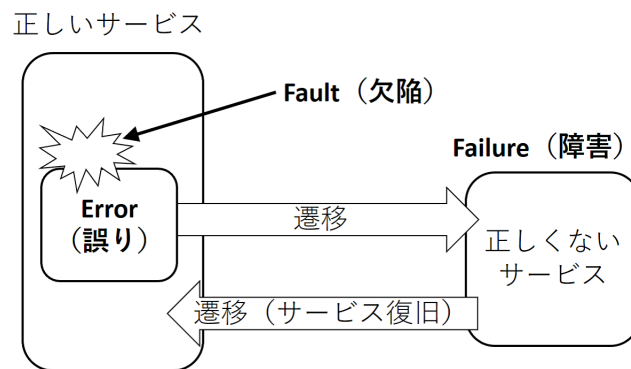 正しいサービス
Fault（欠陥）
Failure（障害）
Error
（誤り）
遷移
正しくない
サービス
遷移（サービス復旧）